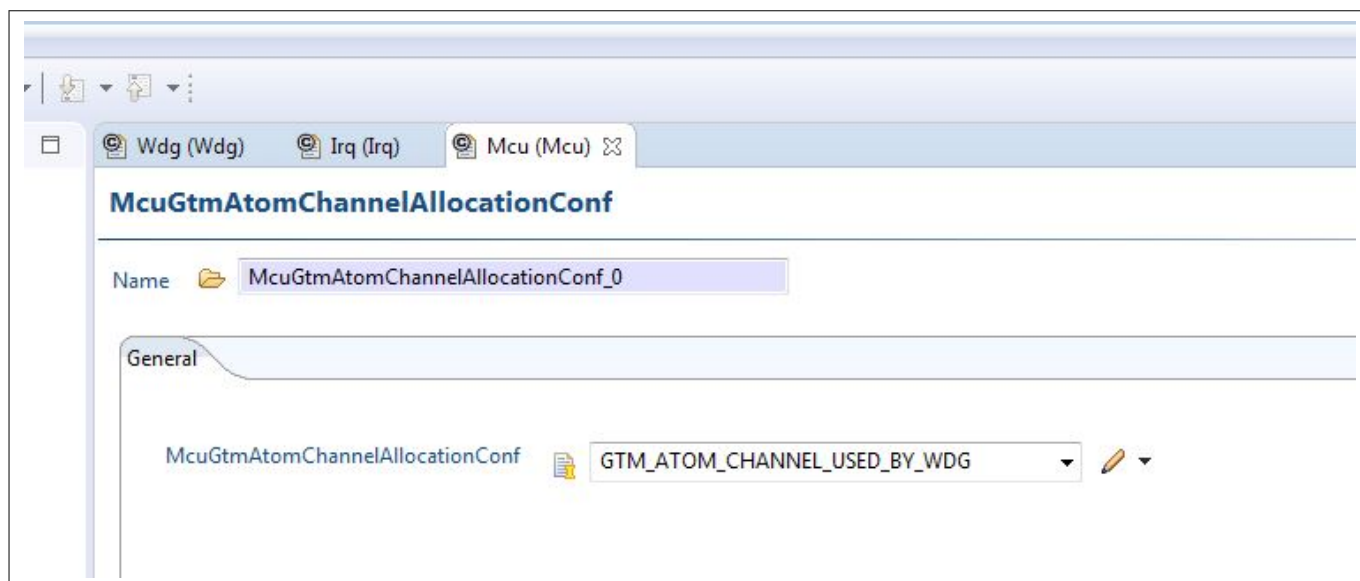 Wdg (Wdg) Irq (Irq) Mcu (Mcu)
McuGtmAtomChannelAllocationConf
Name McuGtmAtomChannelAllocationConf_0
General
McuGtmAtomChannelAllocationConf GTM_ATOM_CHANNEL_USED_BY_WDG